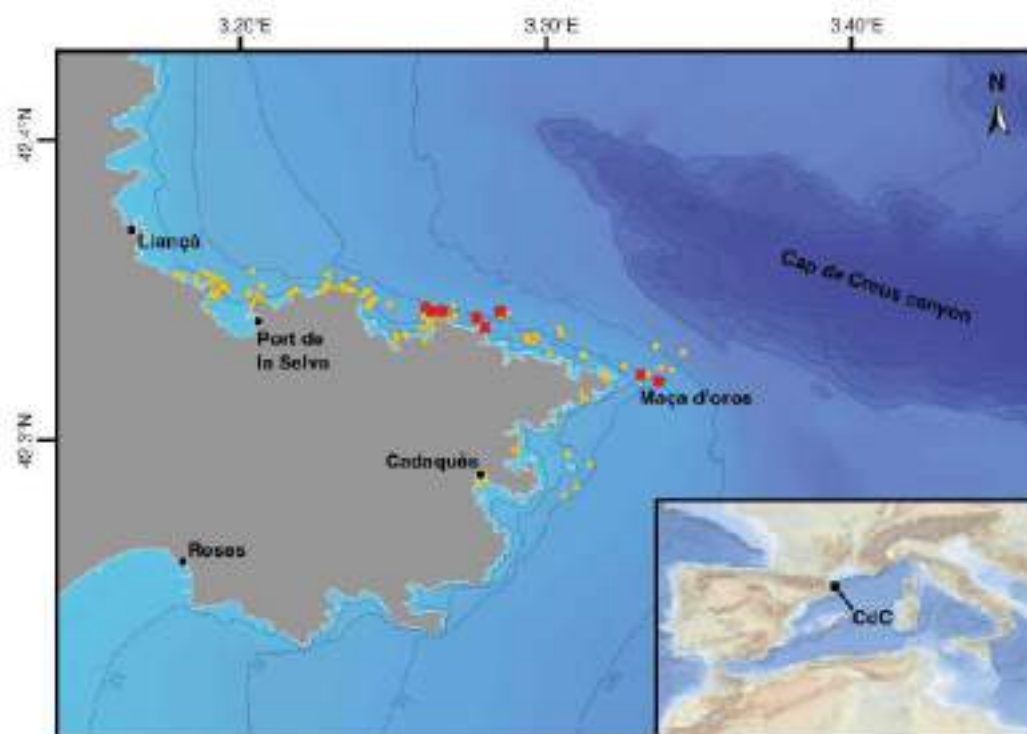 3.20°E
3.30°E
3.40°E
N
42.4°N
Llançà
Cap de Creus canyon
Port de
la Selva
Maça d'oros
42.3°N
Cadaquès
Roses
CdC